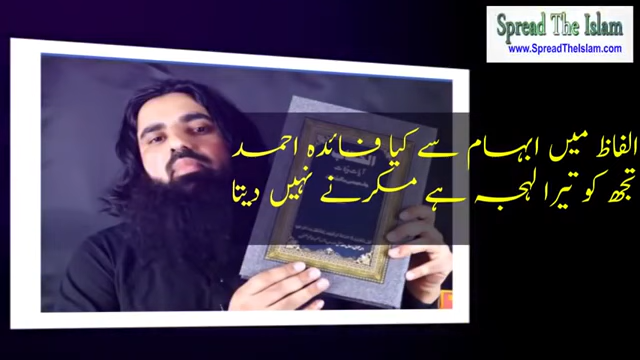 Spread The Islam
www.SpreadTheIslam.com
الفاظ میں ابہام سے کیا فائدہ احمد
تجھ کو تیرا لہجہ ہے مکرنے نہیں دیتا